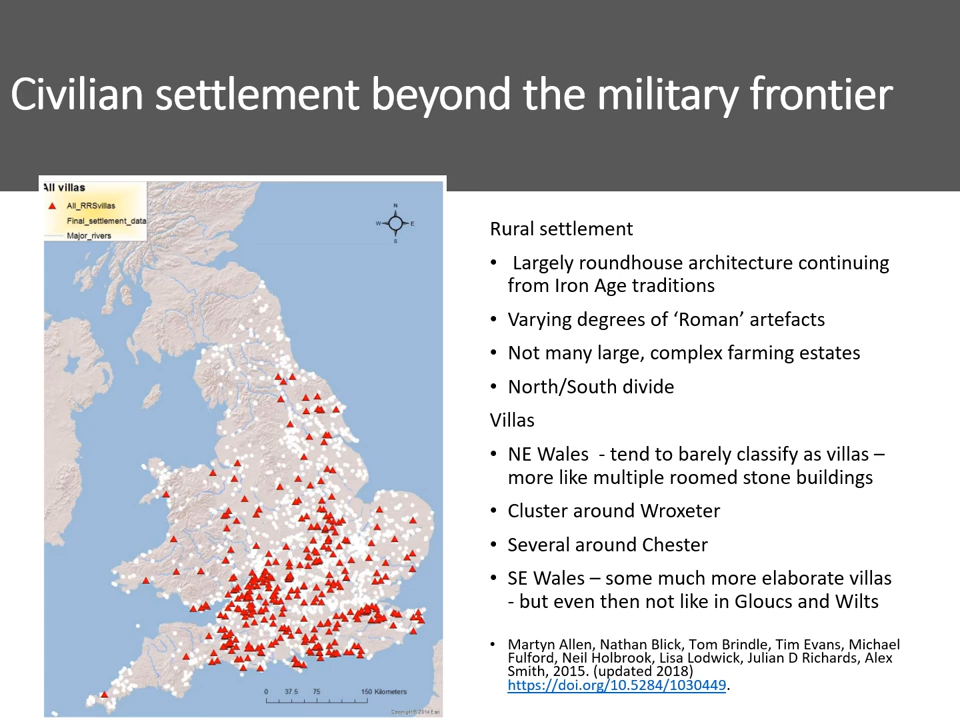 Civilian settlement beyond the military frontier
All villas
All_RRSvillas
Final_settlement_data
Major_rivers
N
W
E
S
0 37.5 75 150 Kilometers
Copyright © 2014 Esri
Rural settlement
• Largely roundhouse architecture continuing
from Iron Age traditions
• Varying degrees of ‘Roman’ artefacts
• Not many large, complex farming estates
• North/South divide
Villas
• NE Wales - tend to barely classify as villas –
more like multiple roomed stone buildings
• Cluster around Wroxeter
• Several around Chester
• SE Wales – some much more elaborate villas
- but even then not like in Gloucs and Wilts
• Martyn Allen, Nathan Blick, Tom Brindle, Tim Evans, Michael
Fulford, Neil Holbrook, Lisa Lodwick, Julian D Richards, Alex
Smith, 2015. (updated 2018)
https://doi.org/10.5284/1030449.